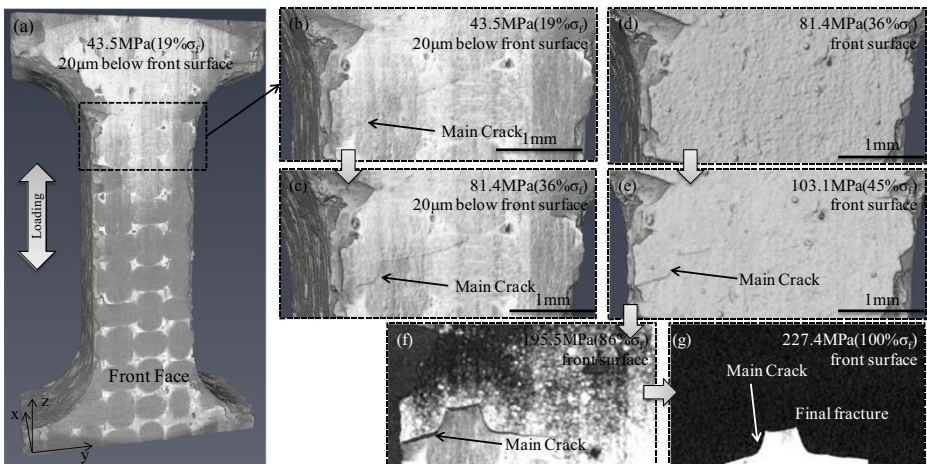 (a)
43.5MPa(19%σf)
20μm below front surface
Loading
Front Face
x
z
y
(b)
43.5MPa(19%σf)
20μm below front surface
Main Crack
1mm
(d)
81.4MPa(36%σf)
front surface
1mm
(c)
81.4MPa(36%σf)
20μm below front surface
Main Crack
1mm
(e)
103.1MPa(45%σf)
front surface
Main Crack
1mm
(f)
195.5MPa(86%σf)
front surface
Main Crack
(g)
227.4MPa(100%σf)
front surface
Main Crack
Final fracture